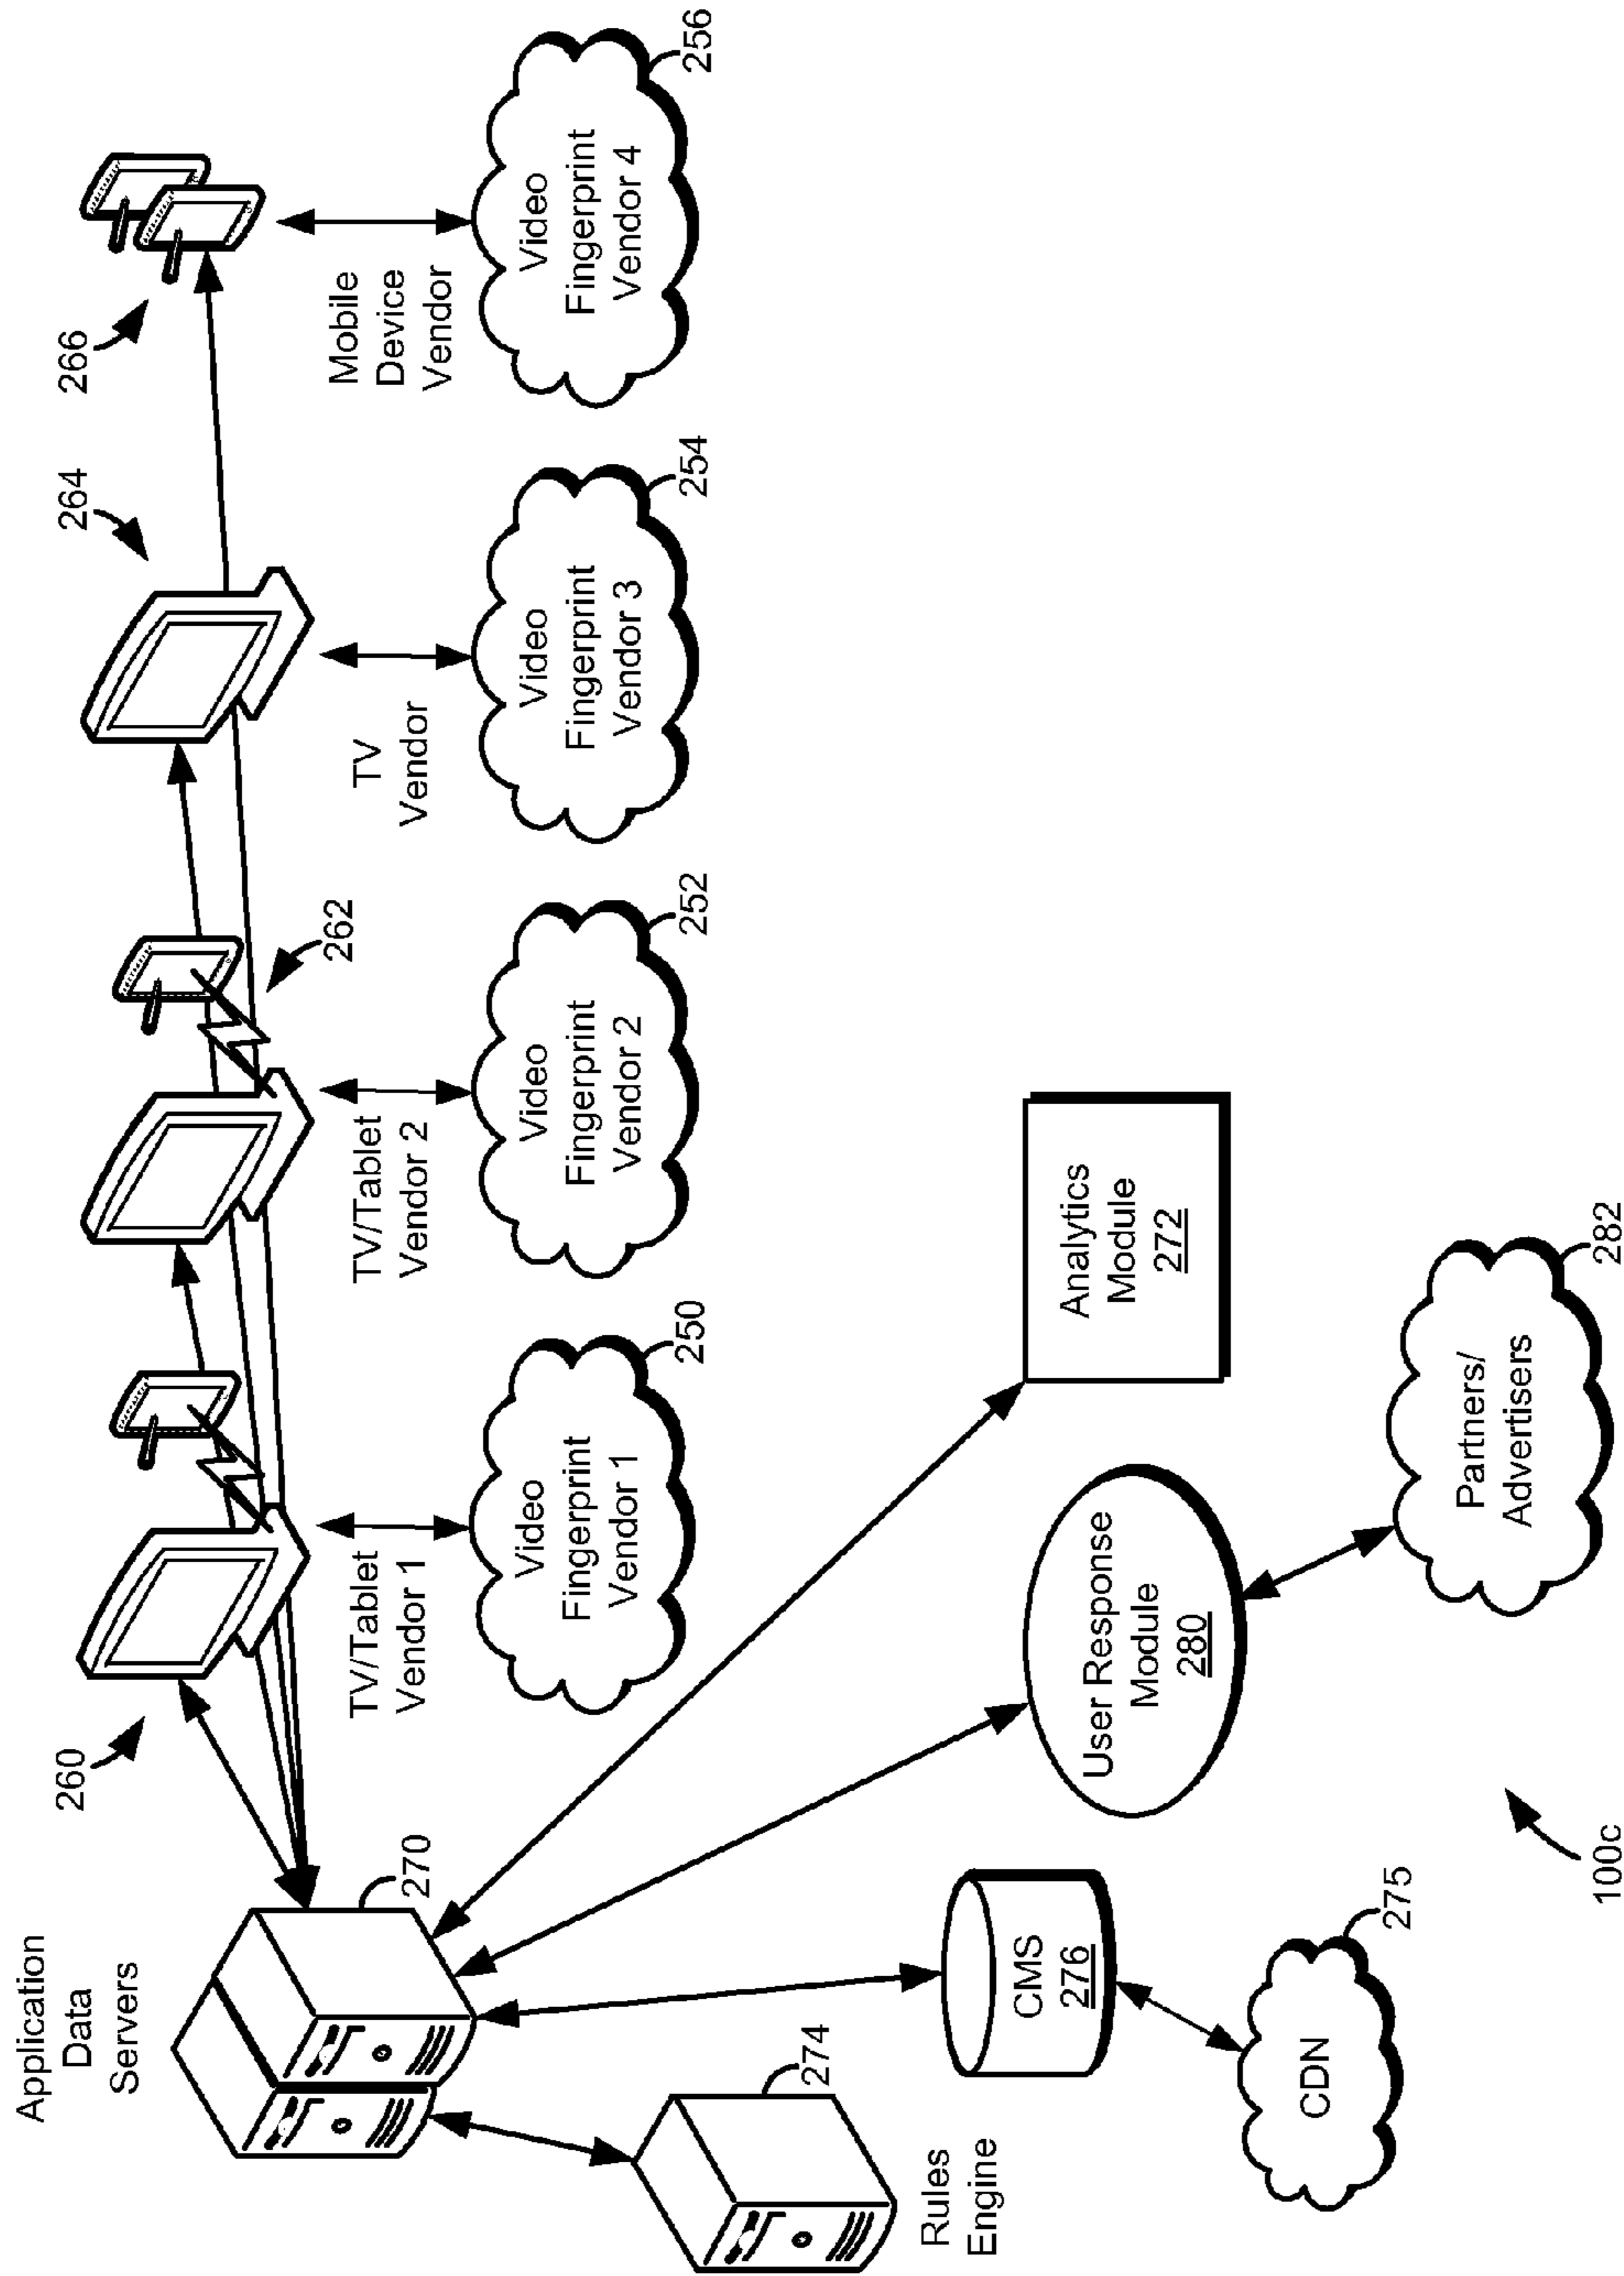 Application
Data
Servers
270
260
262
264
266
TV/Tablet
Vendor 1
TV/Tablet
Vendor 2
TV
Vendor
Mobile
Device
Vendor
Video
Fingerprint
Vendor 1
250
Video
Fingerprint
Vendor 2
252
Video
Fingerprint
Vendor 3
254
Video
Fingerprint
Vendor 4
256
274
Rules
Engine
CMS
276
CDN
275
User Response
Module
280
Analytics
Module
272
Partners/
Advertisers
282
100c